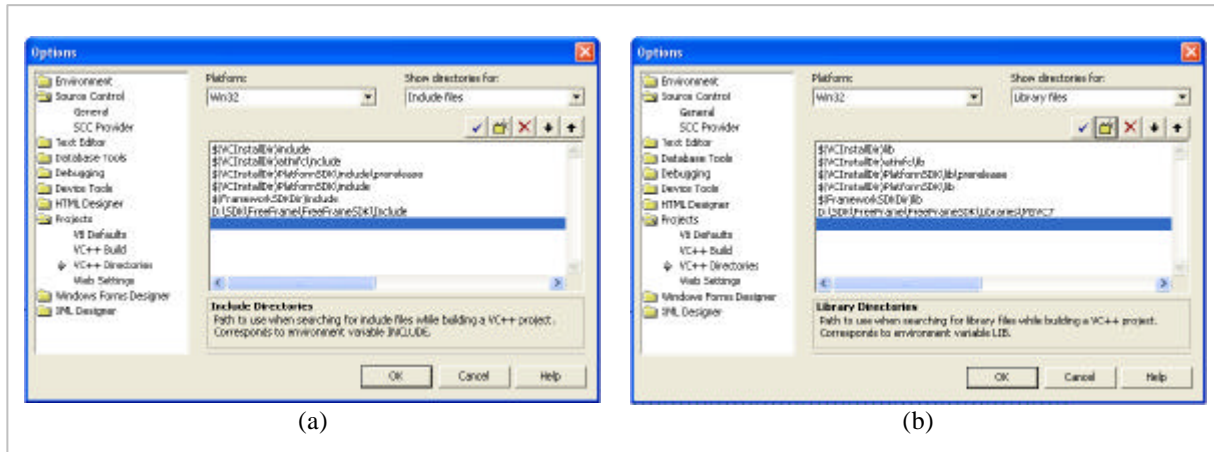 Options
Environment
Source Control
General
SCC Provider
Text Editor
Database Tools
Debugging
Device Tools
HTML Designer
Projects
VB Defaults
VC++ Build
VC++ Directories
Web Settings
Windows Forms Designer
XML Designer
Platform:
Show directories for:
Win32
Include files
$(VCInstallDir)include
$(VCInstallDir)atlmfc\include
$(VCInstallDir)PlatformSDK\include\prerelease
$(VCInstallDir)PlatformSDK\include
$(FrameworkSDKDir)include
D:\SDK\FreeFrame\FreeFrameSDK\Include
Include Directories
Path to use when searching for include files while building a VC++ project.
Corresponds to environment variable INCLUDE.
OK
Cancel
Help
(a)
Options
Environment
Source Control
General
SCC Provider
Text Editor
Database Tools
Debugging
Device Tools
HTML Designer
Projects
VB Defaults
VC++ Build
VC++ Directories
Web Settings
Windows Forms Designer
XML Designer
Platform:
Show directories for:
Win32
Library files
$(VCInstallDir)lib
$(VCInstallDir)atlmfc\lib
$(VCInstallDir)PlatformSDK\lib\prerelease
$(VCInstallDir)PlatformSDK\lib
$(FrameworkSDKDir)lib
Library Directories
Path to use when searching for library files while building a VC++ project.
Corresponds to environment variable LIB.
OK
Cancel
Help
(b)